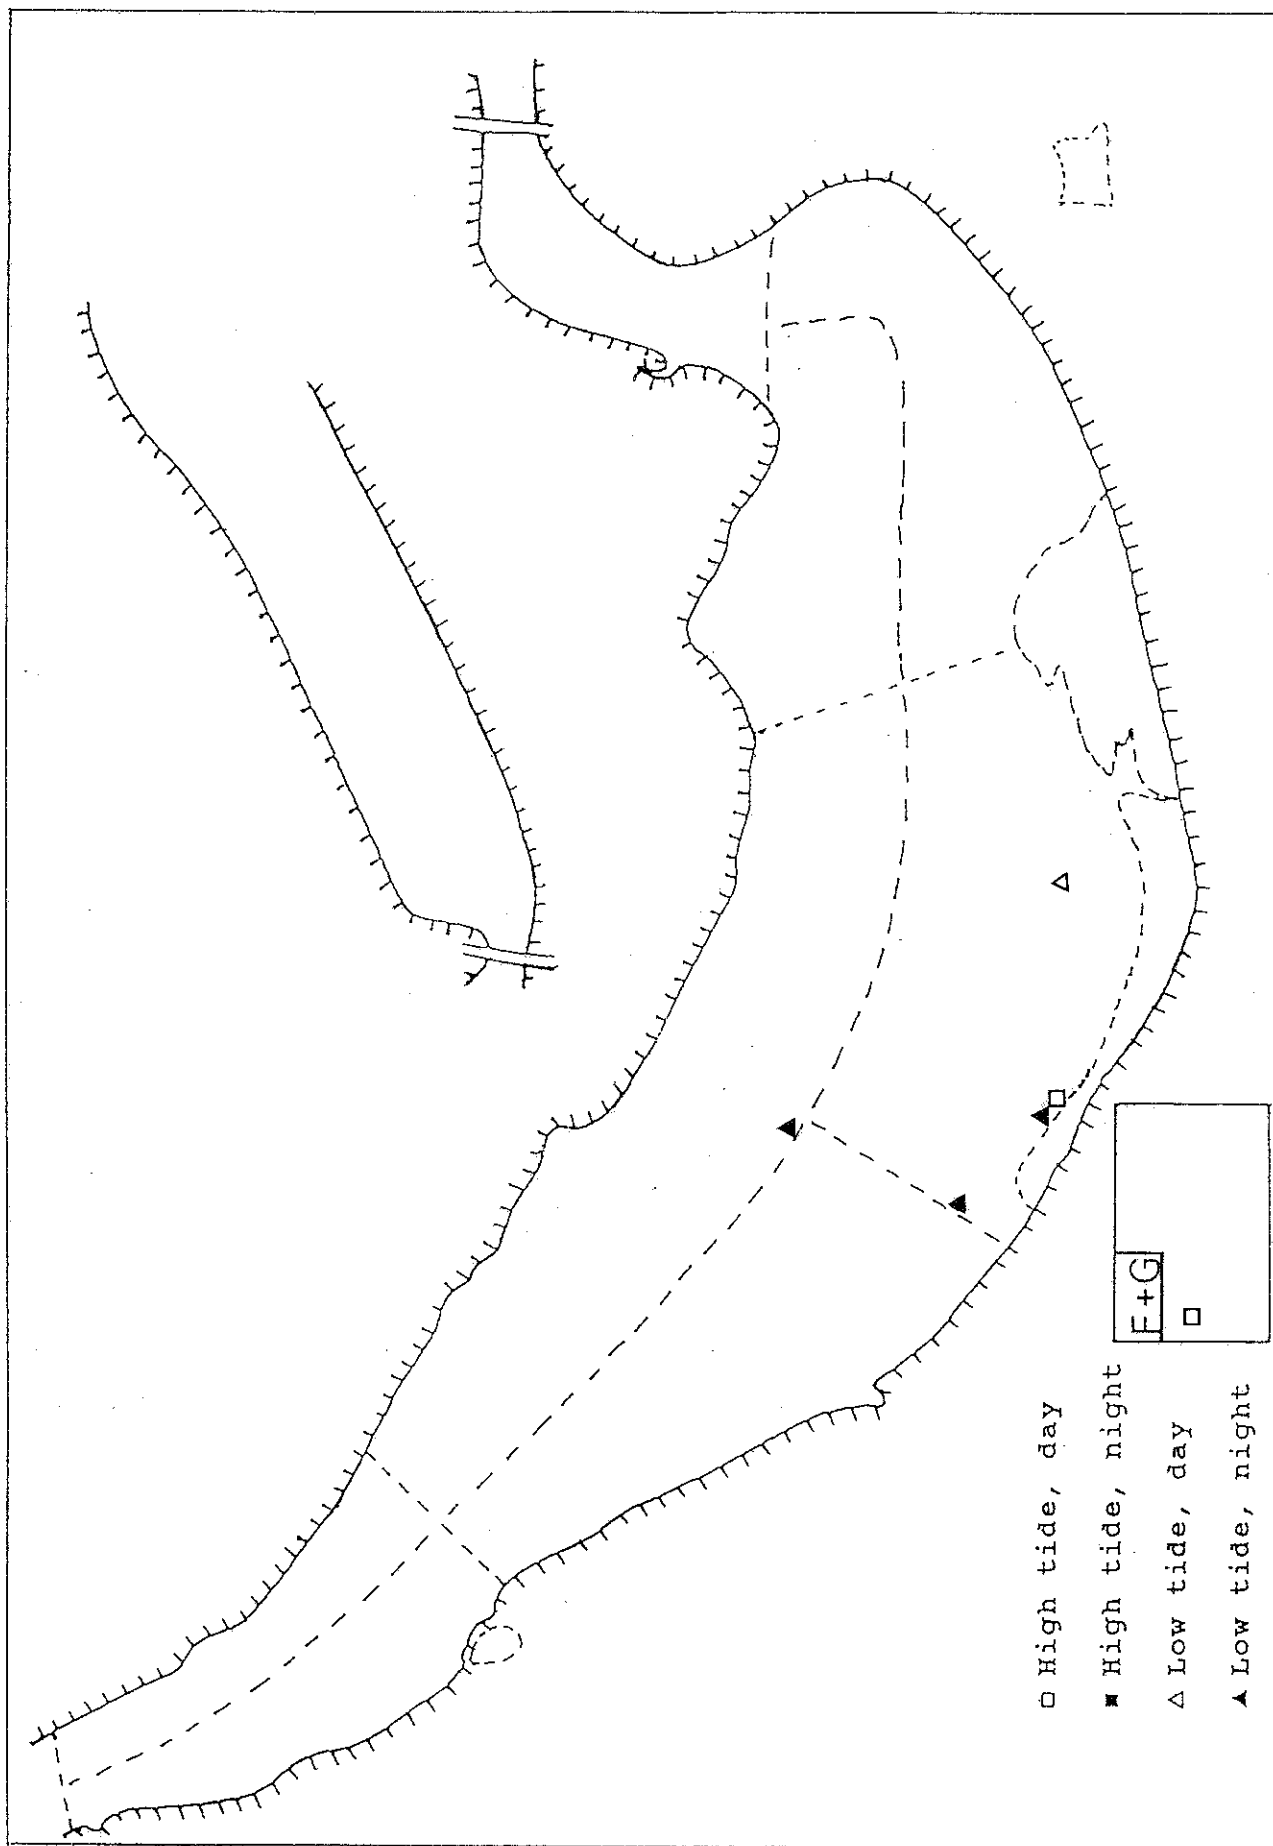 F+G
High tide, day
High tide, night
Low tide, day
Low tide, night